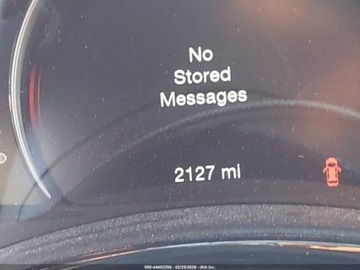 No
Stored
Messages
2127 mi